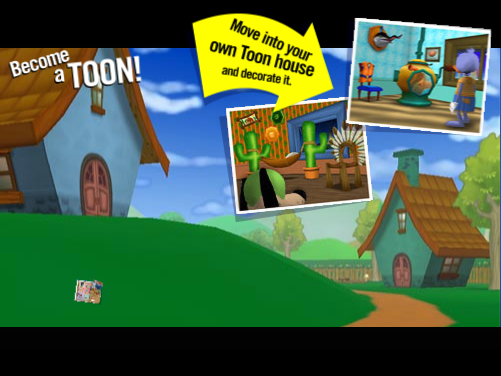 Become
a TOON!
Move into your
own Toon house
and decorate it.